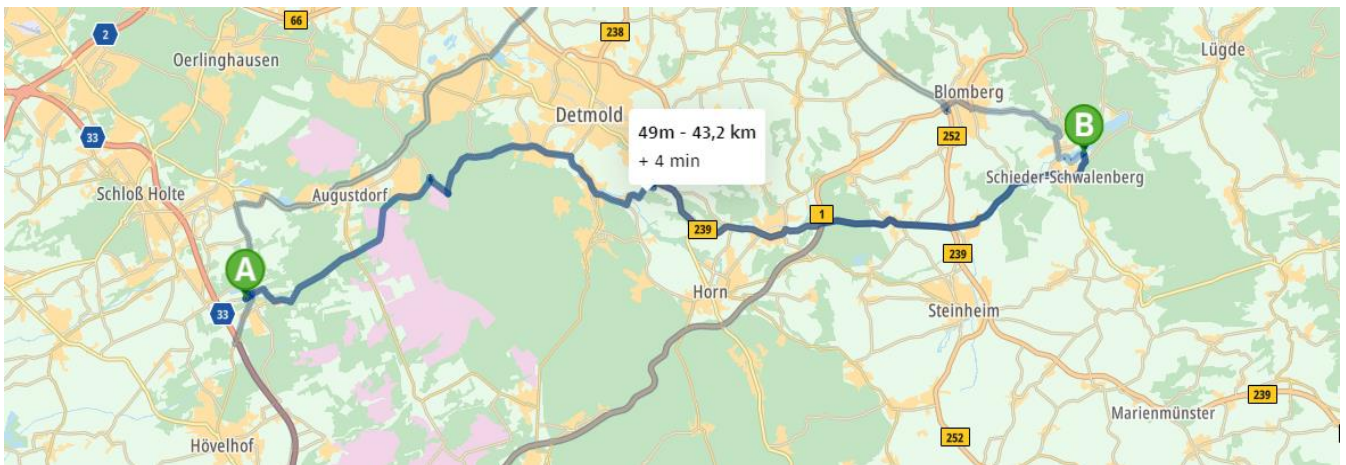 66
2
238
Oerlinghausen
Lügde
Blomberg
Detmold
49m - 43,2 km
+ 4 min
B
33
252
Schloß Holte
Augustdorf
Schieder-Schwalenberg
1
239
A
239
Horn
33
Steinheim
239
Marienmünster
Hövelhof
252